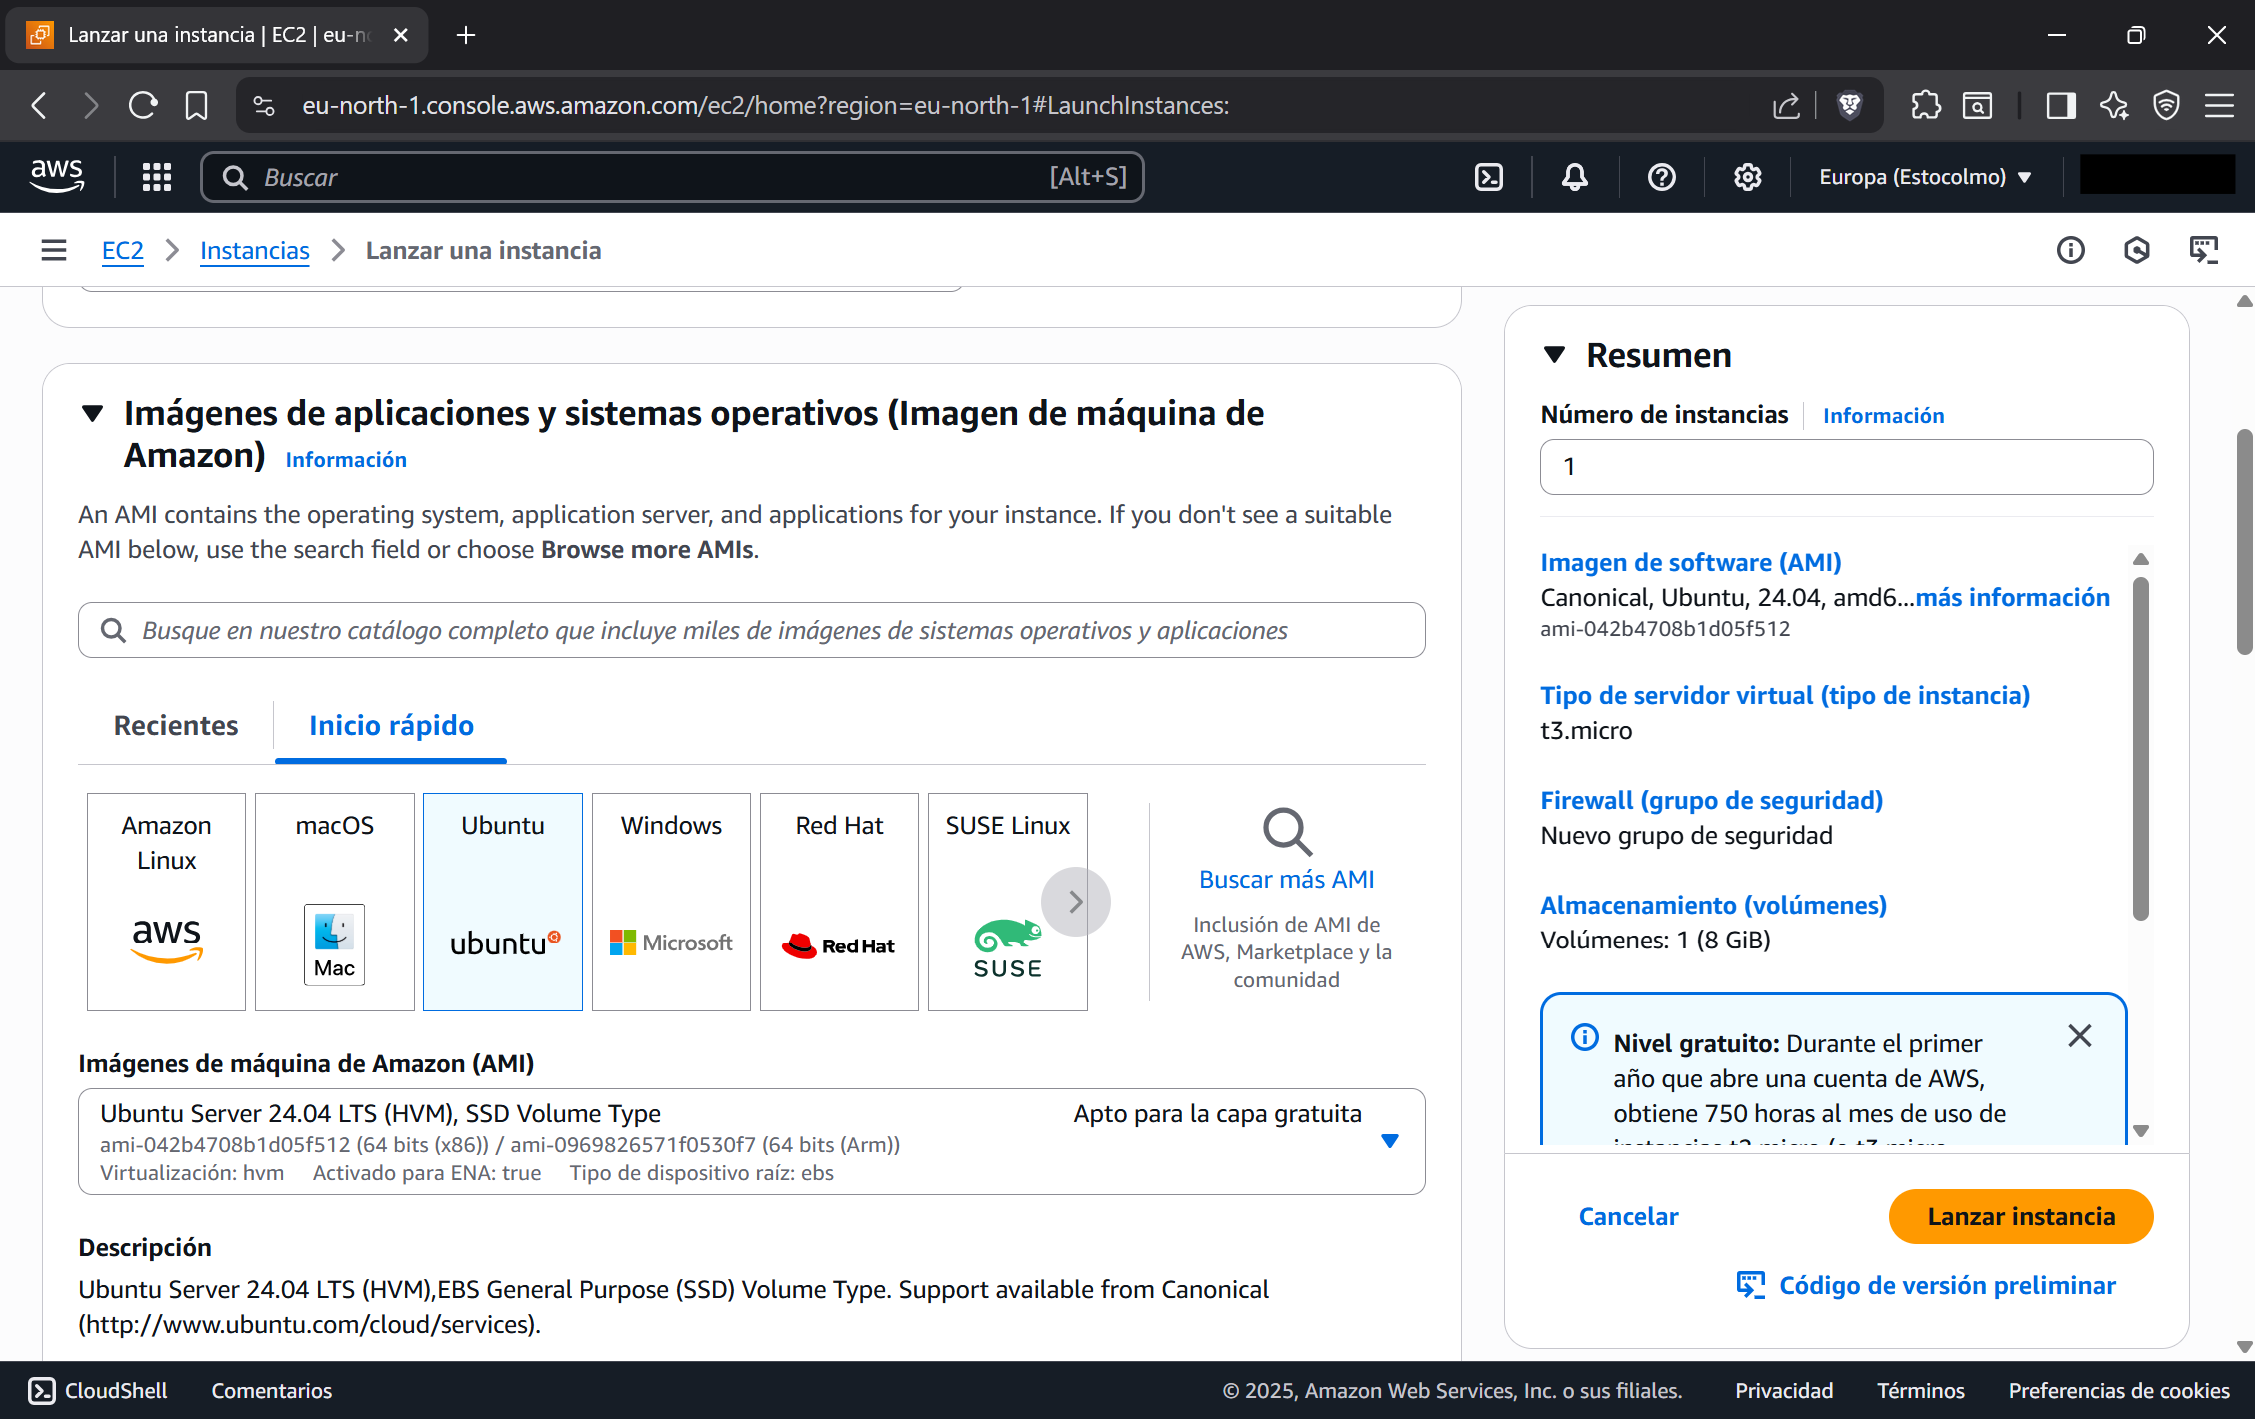 Lanzar una instancia | EC2 | eu-n
eu-north-1.console.aws.amazon.com/ec2/home?region=eu-north-1#LaunchInstances:
aws
Buscar
[Alt+S]
Europa (Estocolmo)
EC2
Instancias
Lanzar una instancia
Imágenes de aplicaciones y sistemas operativos (Imagen de máquina de
Amazon) Información
An AMI contains the operating system, application server, and applications for your instance. If you don't see a suitable
AMI below, use the search field or choose Browse more AMIs.
Busque en nuestro catálogo completo que incluye miles de imágenes de sistemas operativos y aplicaciones
Recientes
Inicio rápido
Amazon
Linux
aws
macOS
Mac
Ubuntu
ubuntu
Windows
Microsoft
Red Hat
Red Hat
SUSE Linux
SUSE
Buscar más AMI
Inclusión de AMI de
AWS, Marketplace y la
comunidad
Imágenes de máquina de Amazon (AMI)
Ubuntu Server 24.04 LTS (HVM), SSD Volume Type
Apto para la capa gratuita
ami-042b4708b1d05f512 (64 bits (x86)) / ami-0969826571f0530f7 (64 bits (Arm))
Virtualización: hvm Activado para ENA: true Tipo de dispositivo raíz: ebs
Descripción
Ubuntu Server 24.04 LTS (HVM),EBS General Purpose (SSD) Volume Type. Support available from Canonical
(http://www.ubuntu.com/cloud/services).
Resumen
Número de instancias
Información
1
Imagen de software (AMI)
Canonical, Ubuntu, 24.04, amd6...más información
ami-042b4708b1d05f512
Tipo de servidor virtual (tipo de instancia)
t3.micro
Firewall (grupo de seguridad)
Nuevo grupo de seguridad
Almacenamiento (volúmenes)
Volúmenes: 1 (8 GiB)
Nivel gratuito: Durante el primer
año que abre una cuenta de AWS,
obtiene 750 horas al mes de uso de
instancias t2.micro (o t3.micro
Cancelar
Lanzar instancia
Código de versión preliminar
CloudShell
Comentarios
© 2025, Amazon Web Services, Inc. o sus filiales.
Privacidad
Términos
Preferencias de cookies